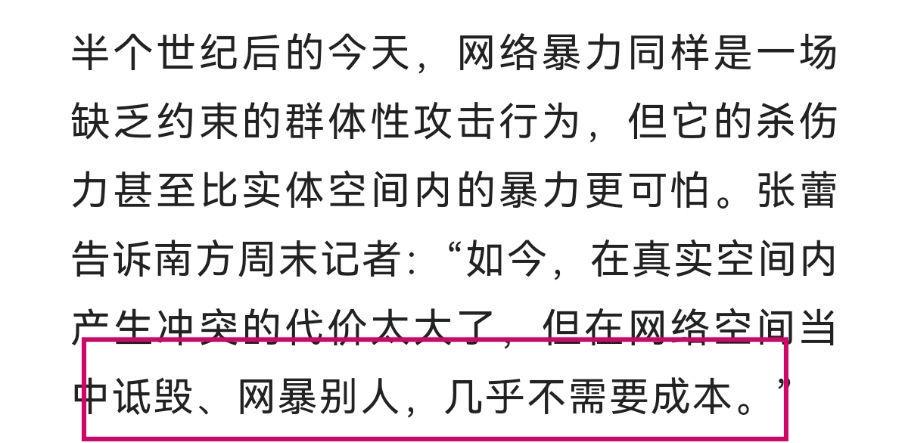 半个世纪后的今天，网络暴力同样是一场
缺乏约束的群体性攻击行为，但它的杀伤
力甚至比实体空间内的暴力更可怕。张蕾
告诉南方周末记者：“如今，在真实空间内
产生冲突的代价太大了，但在网络空间当
中诋毁、网暴别人，几乎不需要成本。”